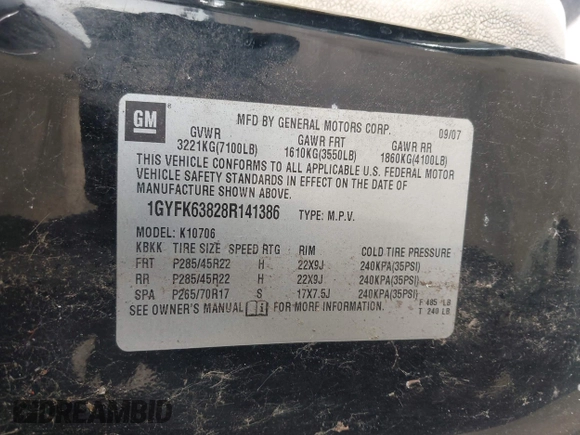 GM ® MFD BY GENERAL MOTORS CORP. 09/07
GVWR GAWR FRT GAWR RR
3221KG(7100LB) 1610KG(3550LB) 1860KG(4100LB)
THIS VEHICLE CONFORMS TO ALL APPLICABLE U.S. FEDERAL MOTOR
VEHICLE SAFETY STANDARDS IN EFFECT ON THE DATE OF
MANUFACTURE SHOWN ABOVE.
1GYFK63828R141386 TYPE: M.P.V.
MODEL: K10706
KBKK TIRE SIZE SPEED RTG RIM COLD TIRE PRESSURE
FRT P285/45R22 H 22X9J 240KPA(35PSI)
RR P285/45R22 H 22X9J 240KPA(35PSI)
SPA P265/70R17 S 17X7.5J 240KPA(35PSI)
SEE OWNER'S MANUAL FOR MORE INFORMATION. F 485 LB
T 240 LB
DREAMBID